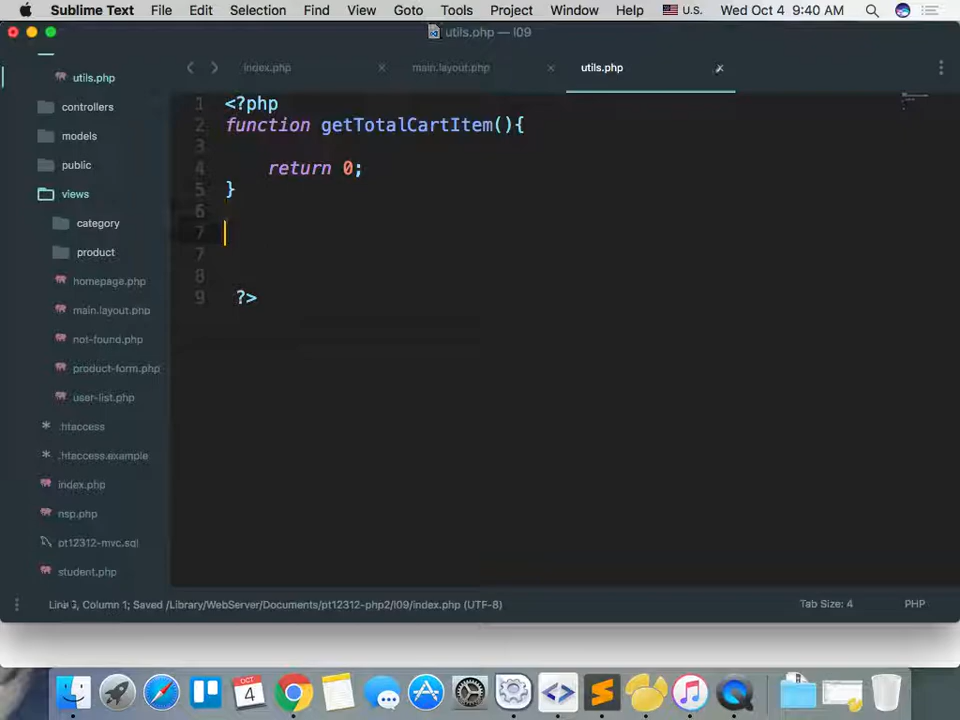 Sublime Text File Edit Selection Find View Goto Tools Project Window Help U.S. Wed Oct 4 9:40 AM
utils.php — l09
index.php main.layout.php utils.php
utils.php
controllers
models
public
views
category
product
homepage.php
main.layout.php
not-found.php
product-form.php
user-list.php
.htaccess
.htaccess.example
index.php
nsp.php
pt12312-mvc.sql
student.php
1 <?php
2 function getTotalCartItem(){
3
4 return 0;
5 }
6
7
7
8
9 ?>
Column 1; Saved /Library/WebServer/Documents/pt12312-php2/l09/index.php (UTF-8) Tab Size: 4 PHP
OCT
4